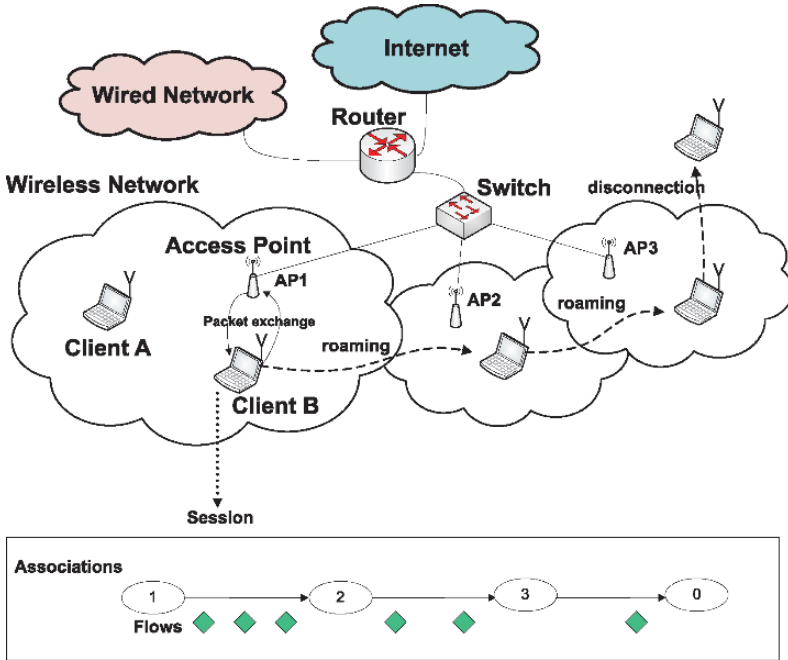 Internet
Wired Network
Router
Wireless Network
Switch
disconnection
Access Point
AP1
AP2
AP3
Packet exchange
roaming
roaming
Client A
Client B
Session
Associations
1
2
3
0
Flows